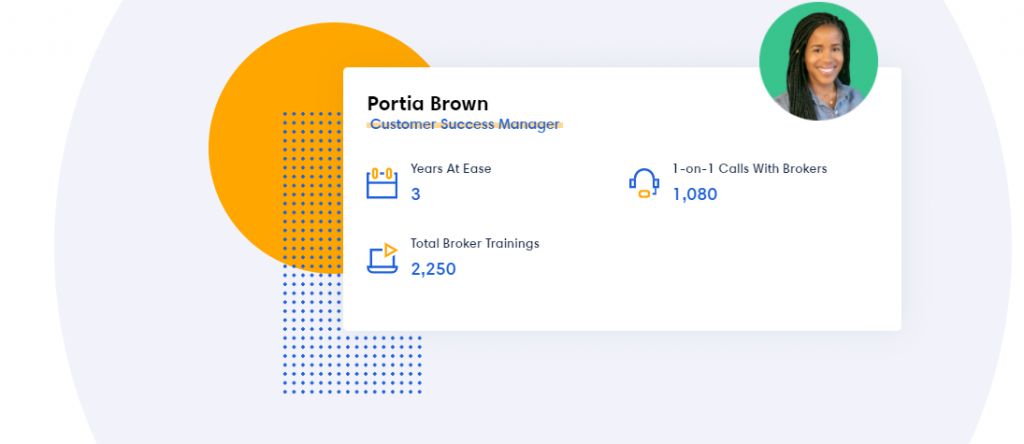 Portia Brown
Customer Success Manager
Years At Ease
3
1-on-1 Calls With Brokers
1,080
Total Broker Trainings
2,250